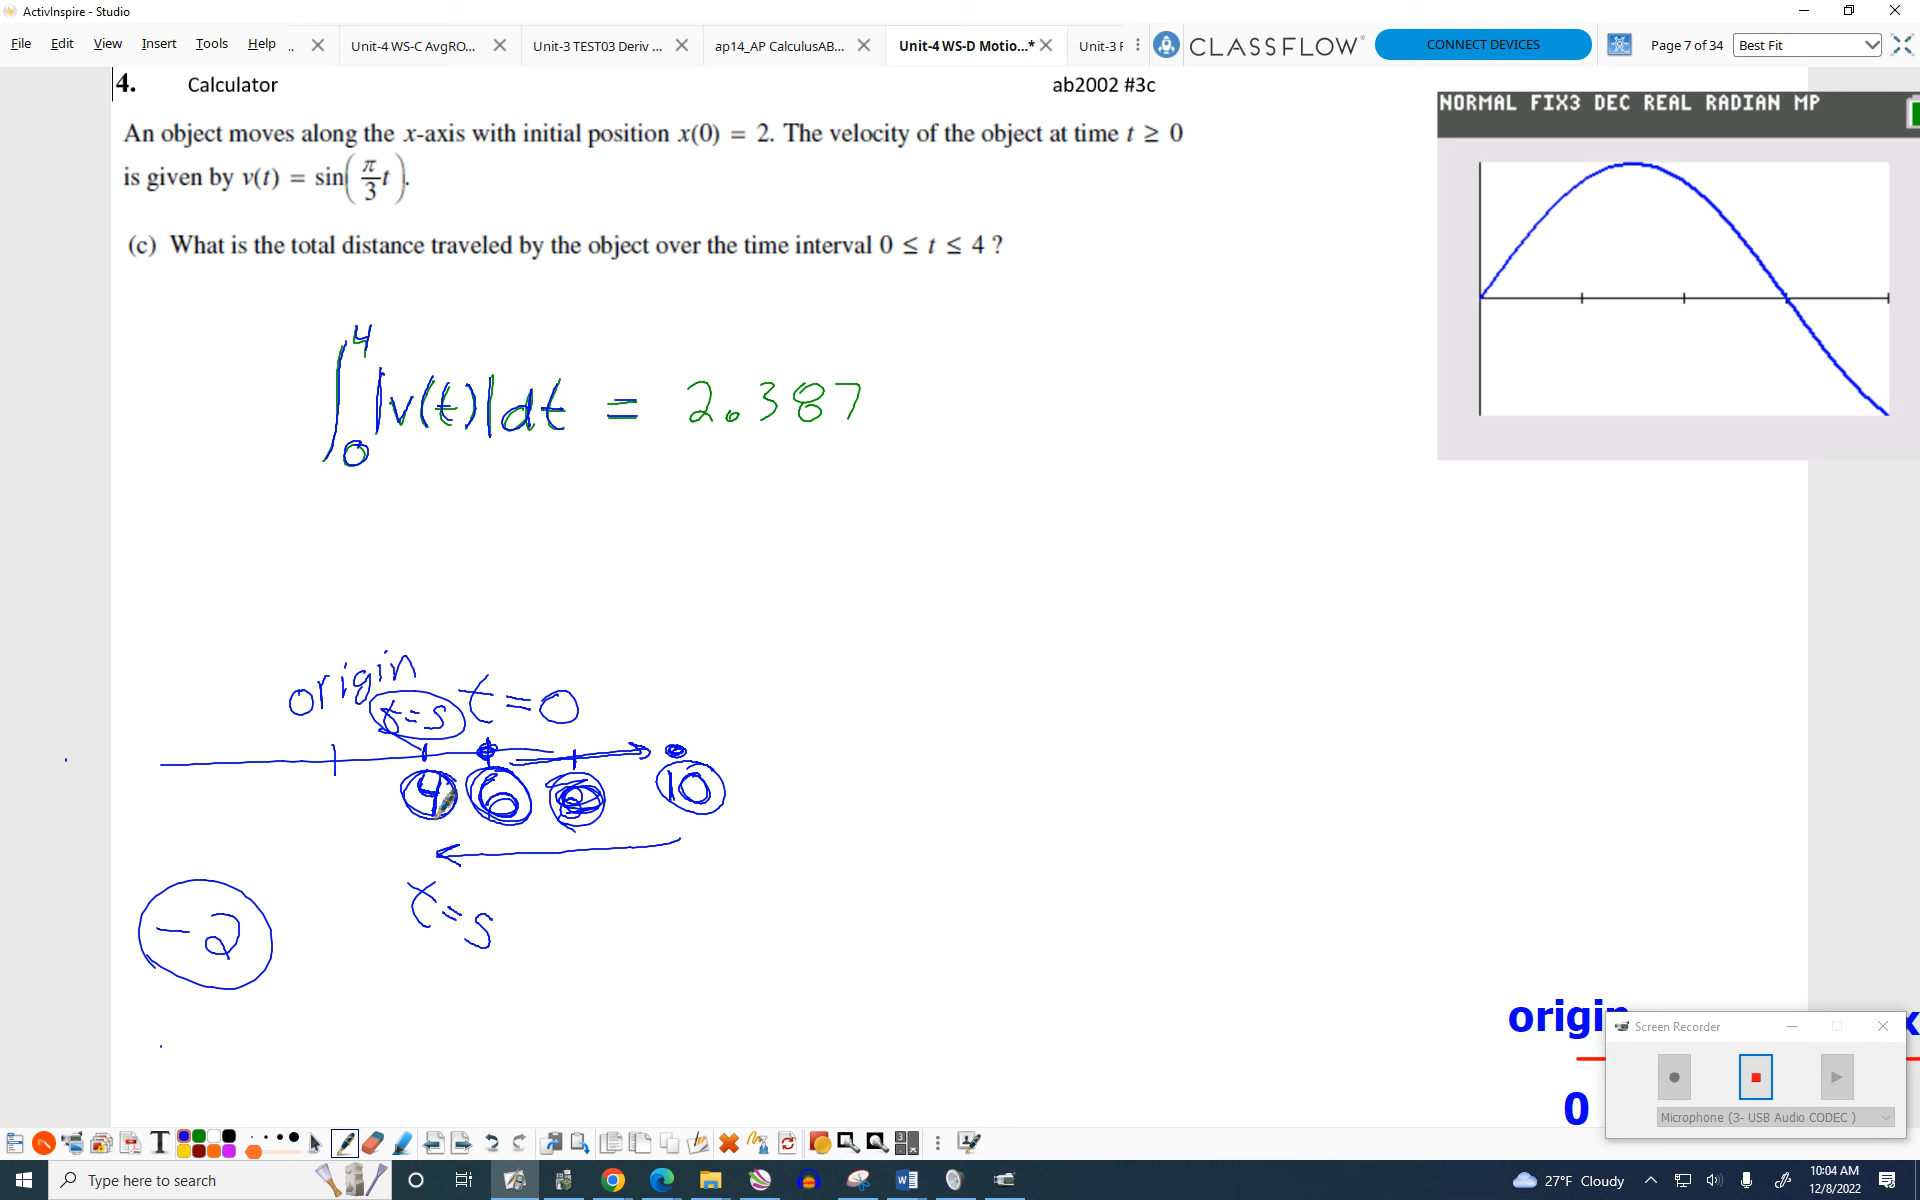 ActivInspire - Studio
File Edit View Insert Tools Help .. Unit-4 WS-C AvgRO... Unit-3 TEST03 Deriv ... ap14_AP CalculusAB... Unit-4 WS-D Motio...* Unit-3 F CLASSFLOW CONNECT DEVICES Page 7 of 34 Best Fit
4. Calculator ab2002 #3c
An object moves along the x-axis with initial position x(0) = 2. The velocity of the object at time t ≥ 0
is given by v(t) = sin(π/3 t).
(c) What is the total distance traveled by the object over the time interval 0 ≤ t ≤ 4 ?
NORMAL FIX3 DEC REAL RADIAN MP
∫₀⁴ |v(t)| dt = 2.387
origin
t=5 t=0
4 6 8 10
t=5
-2
origin x
0
Screen Recorder
Microphone (3- USB Audio CODEC )
Type here to search
27°F Cloudy
10:04 AM
12/8/2022